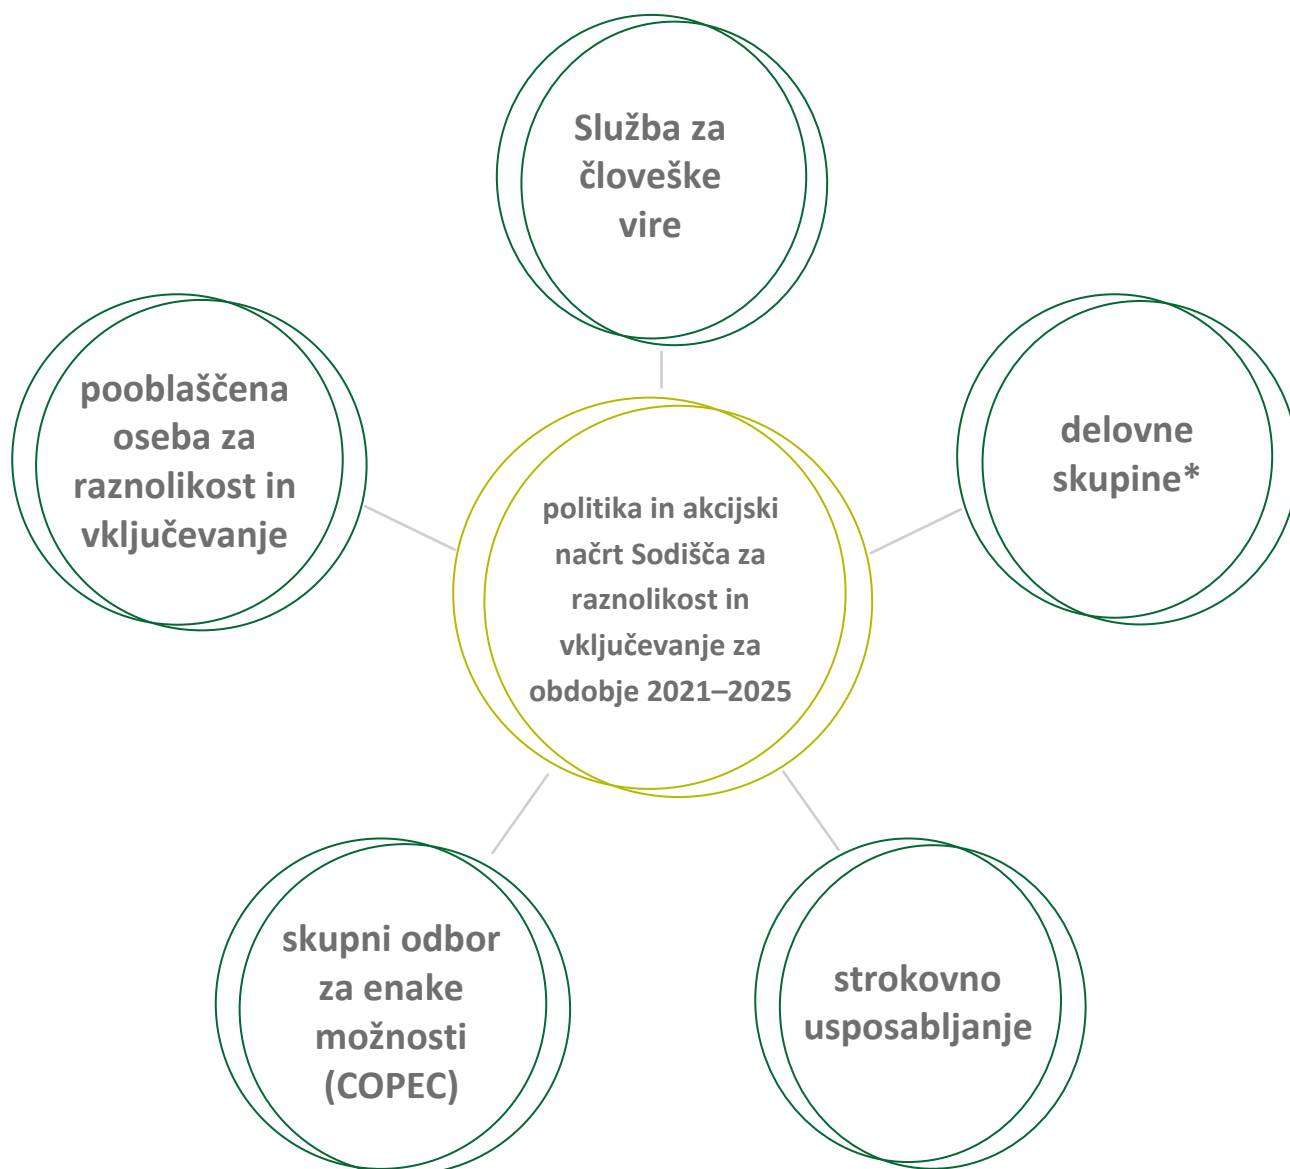 Služba za
človeške
vire
pooblaščena
oseba za
raznolikost in
vključevanje
delovne
skupine*
politika in akcijski
načrt Sodišča za
raznolikost in
vključevanje za
obdobje 2021–2025
skupni odbor
za enake
možnosti
(COPEC)
strokovno
usposabljanje